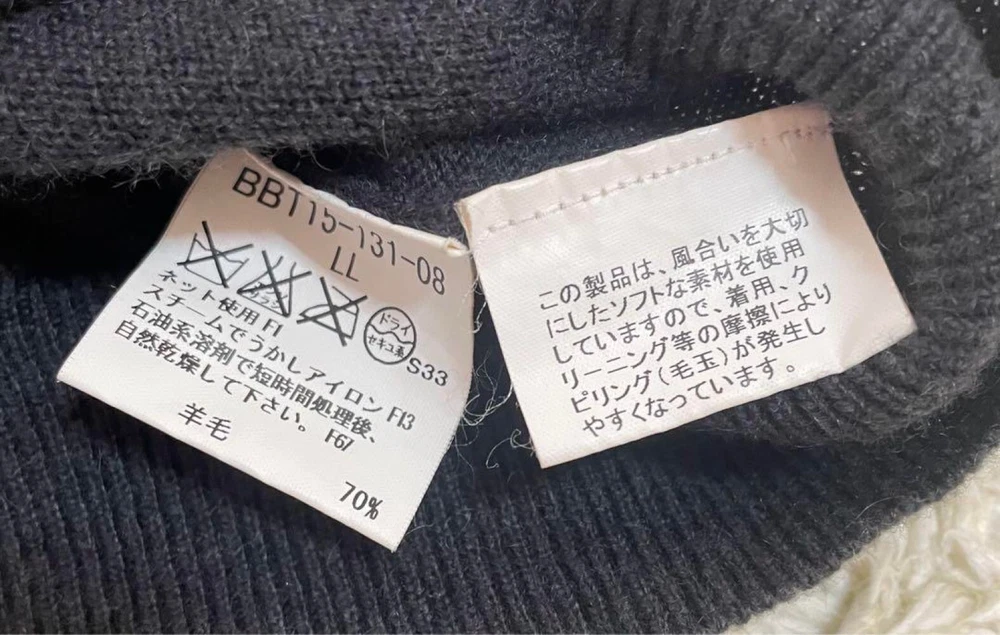 BBT15-131-08
LL
エンソサラシ
ドライ
セキユ系
S33
ネット使用 F1
スチームでうかしアイロン F13
石油系溶剤で短時間処理後、
自然乾燥して下さい。 F67
羊毛
70%
この製品は、風合いを大切
にしたソフトな素材を使用
していますので、着用、ク
リーニング等の摩擦により
ピリング(毛玉)が発生し
やすくなっています。